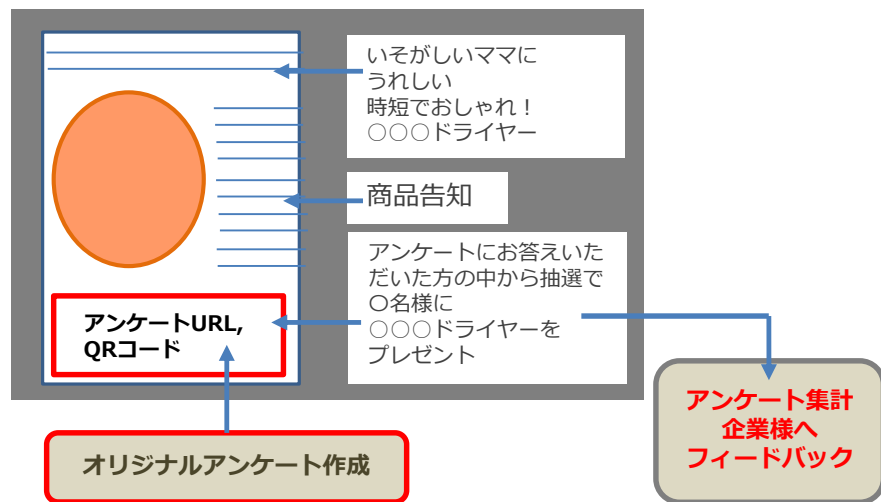 いそがしいママに
うれしい
時短でおしゃれ！
○○○ドライヤー
商品告知
アンケートにお答えいた
だいた方の中から抽選で
〇名様に
○○○ドライヤーを
プレゼント
アンケートURL,
QRコード
アンケート集計
企業様へ
フィードバック
オリジナルアンケート作成